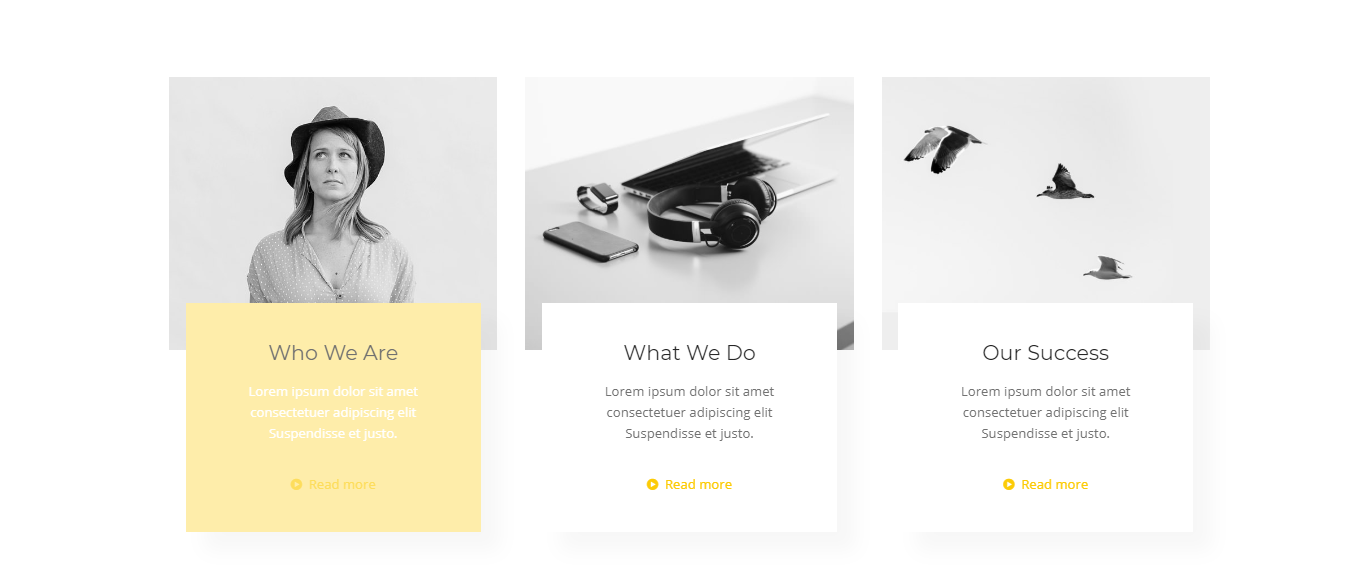 Who We Are
Lorem ipsum dolor sit amet
consectetuer adipiscing elit
Suspendisse et justo.
Read more
What We Do
Lorem ipsum dolor sit amet
consectetuer adipiscing elit
Suspendisse et justo.
Read more
Our Success
Lorem ipsum dolor sit amet
consectetuer adipiscing elit
Suspendisse et justo.
Read more